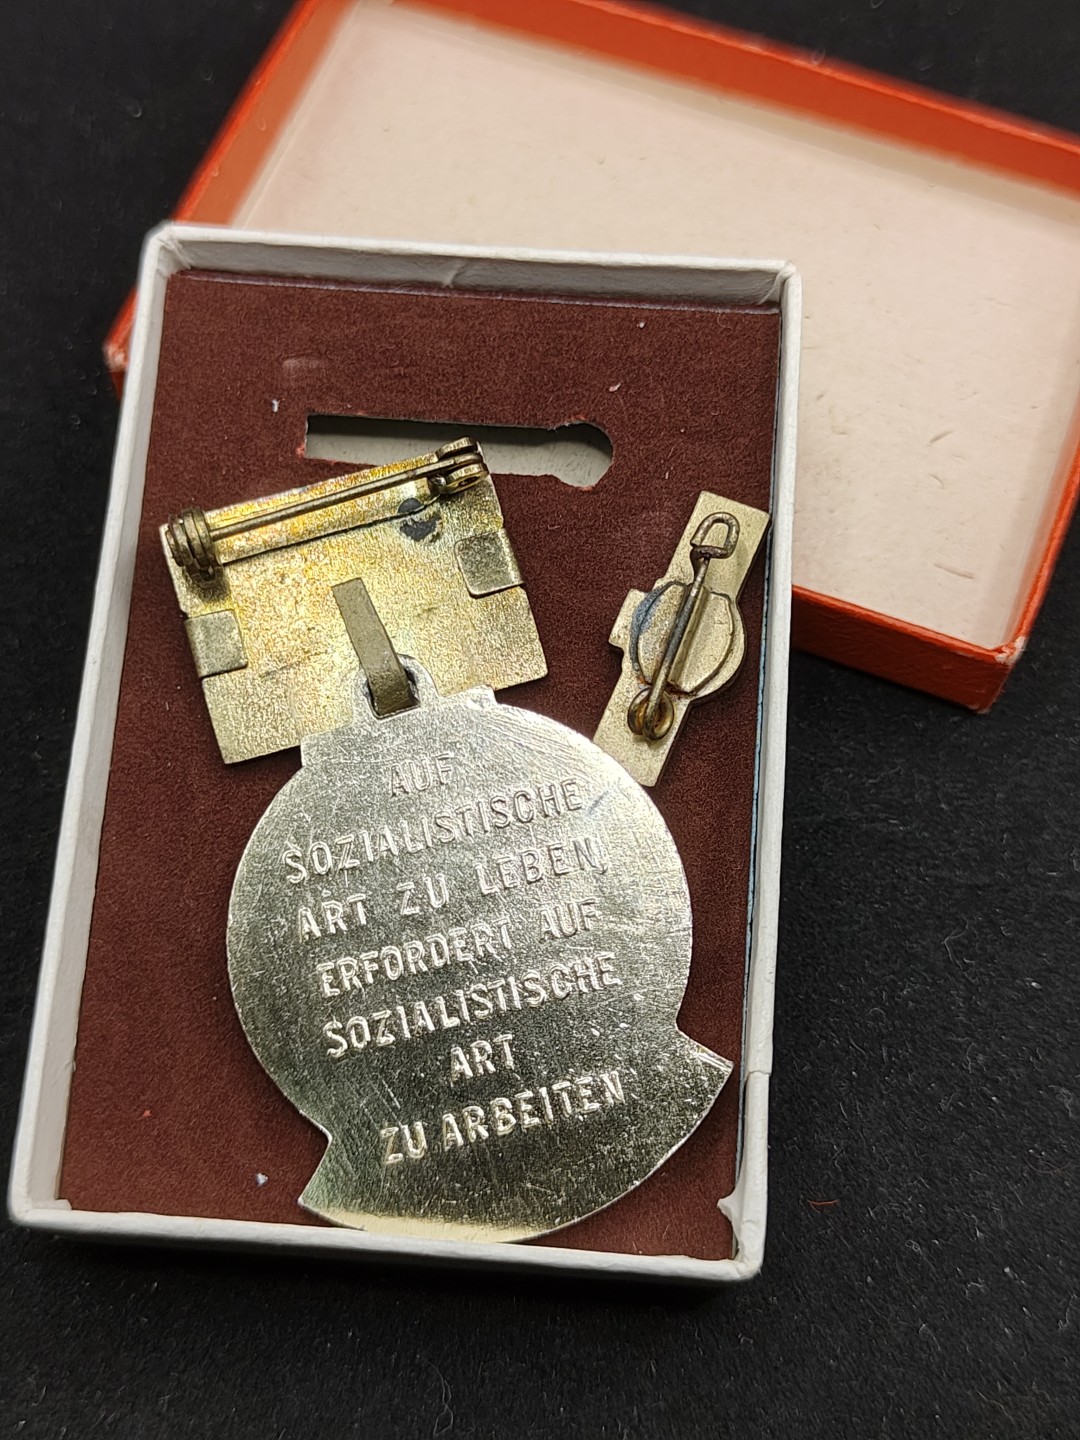 AUF
SOZIALISTISCHE
ART ZU LEBEN,
ERFORDERT AUF
SOZIALISTISCHE
ART
ZU ARBEITEN